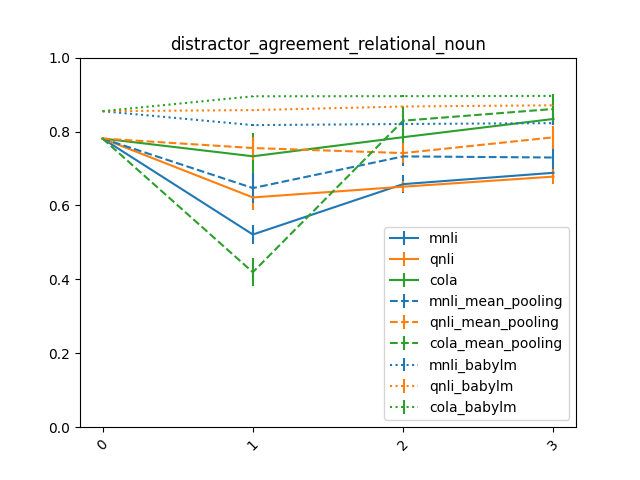 distractor_agreement_relational_noun
1.0
0.8
0.6
0.4
0.2
0.0
0
1
2
3
mnli
qnli
cola
mnli_mean_pooling
qnli_mean_pooling
cola_mean_pooling
mnli_babylm
qnli_babylm
cola_babylm